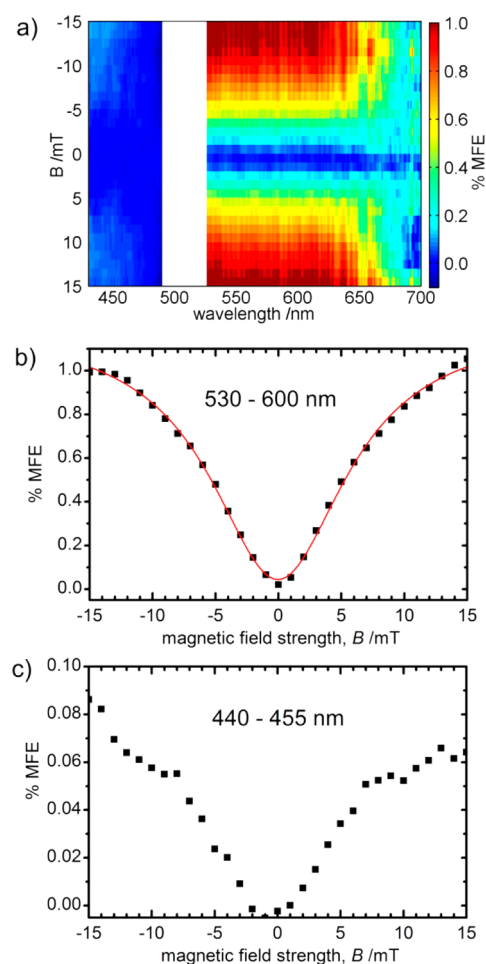 a)
B /mT
-15
-10
-5
0
5
10
15
450 500 550 600 650 700
wavelength /nm
1.0
0.8
0.6
0.4
0.2
0.0
% MFE
b)
530 - 600 nm
% MFE
1.0
0.8
0.6
0.4
0.2
0.0
-15 -10 -5 0 5 10 15
magnetic field strength, B /mT
c)
440 - 455 nm
% MFE
0.10
0.08
0.06
0.04
0.02
0.00
-15 -10 -5 0 5 10 15
magnetic field strength, B /mT